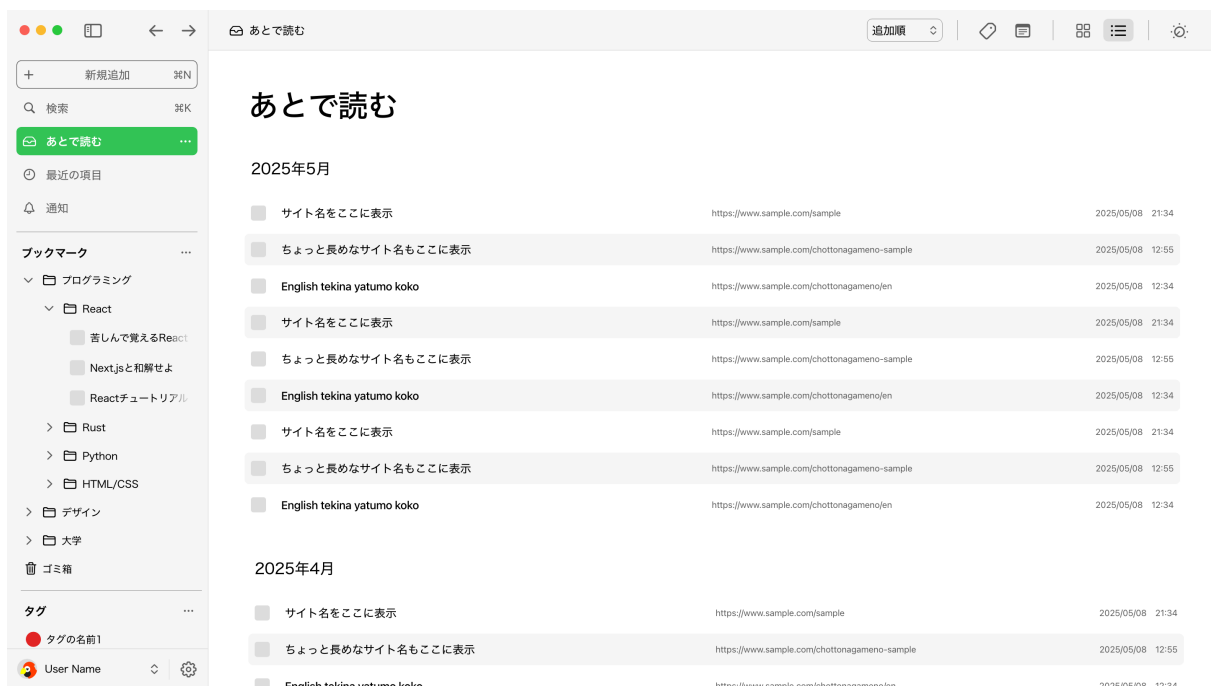 あとで読む
追加順
新規追加 ⌘N
検索 ⌘K
あとで読む
最近の項目
通知
ブックマーク
プログラミング
React
苦しんで覚えるReact
Next.jsと和解せよ
Reactチュートリアル
Rust
Python
HTML/CSS
デザイン
大学
ゴミ箱
タグ
タグの名前1
User Name
あとで読む
2025年5月
サイト名をここに表示 https://www.sample.com/sample 2025/05/08 21:34
ちょっと長めなサイト名もここに表示 https://www.sample.com/chottonagameno-sample 2025/05/08 12:55
English tekina yatumo koko https://www.sample.com/chottonagameno/en 2025/05/08 12:34
サイト名をここに表示 https://www.sample.com/sample 2025/05/08 21:34
ちょっと長めなサイト名もここに表示 https://www.sample.com/chottonagameno-sample 2025/05/08 12:55
English tekina yatumo koko https://www.sample.com/chottonagameno/en 2025/05/08 12:34
サイト名をここに表示 https://www.sample.com/sample 2025/05/08 21:34
ちょっと長めなサイト名もここに表示 https://www.sample.com/chottonagameno-sample 2025/05/08 12:55
English tekina yatumo koko https://www.sample.com/chottonagameno/en 2025/05/08 12:34
2025年4月
サイト名をここに表示 https://www.sample.com/sample 2025/05/08 21:34
ちょっと長めなサイト名もここに表示 https://www.sample.com/chottonagameno-sample 2025/05/08 12:55
English tekina yatumo koko https://www.sample.com/chottonagameno/en 2025/05/08 12:34